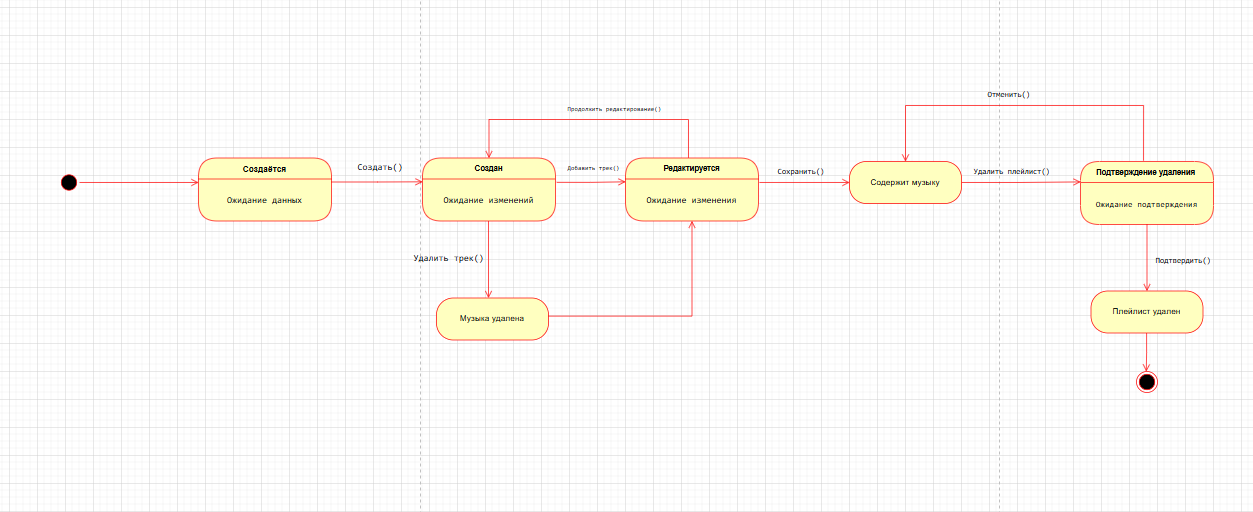 Отменить()
Продолжить редактирование()
Создаётся
Ожидание данных
Создать()
Создан
Ожидание изменений
Добавить трек()
Редактируется
Ожидание изменения
Сохранить()
Содержит музыку
Удалить плейлист()
Подтверждение удаления
Ожидание подтверждения
Удалить трек()
Подтвердить()
Музыка удалена
Плейлист удален